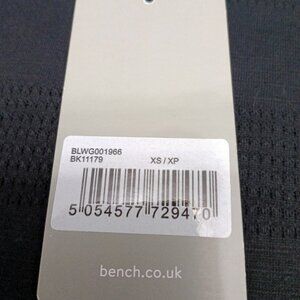 BLWG001966
BK11179 XS / XP
5 054577 729470
bench.co.uk